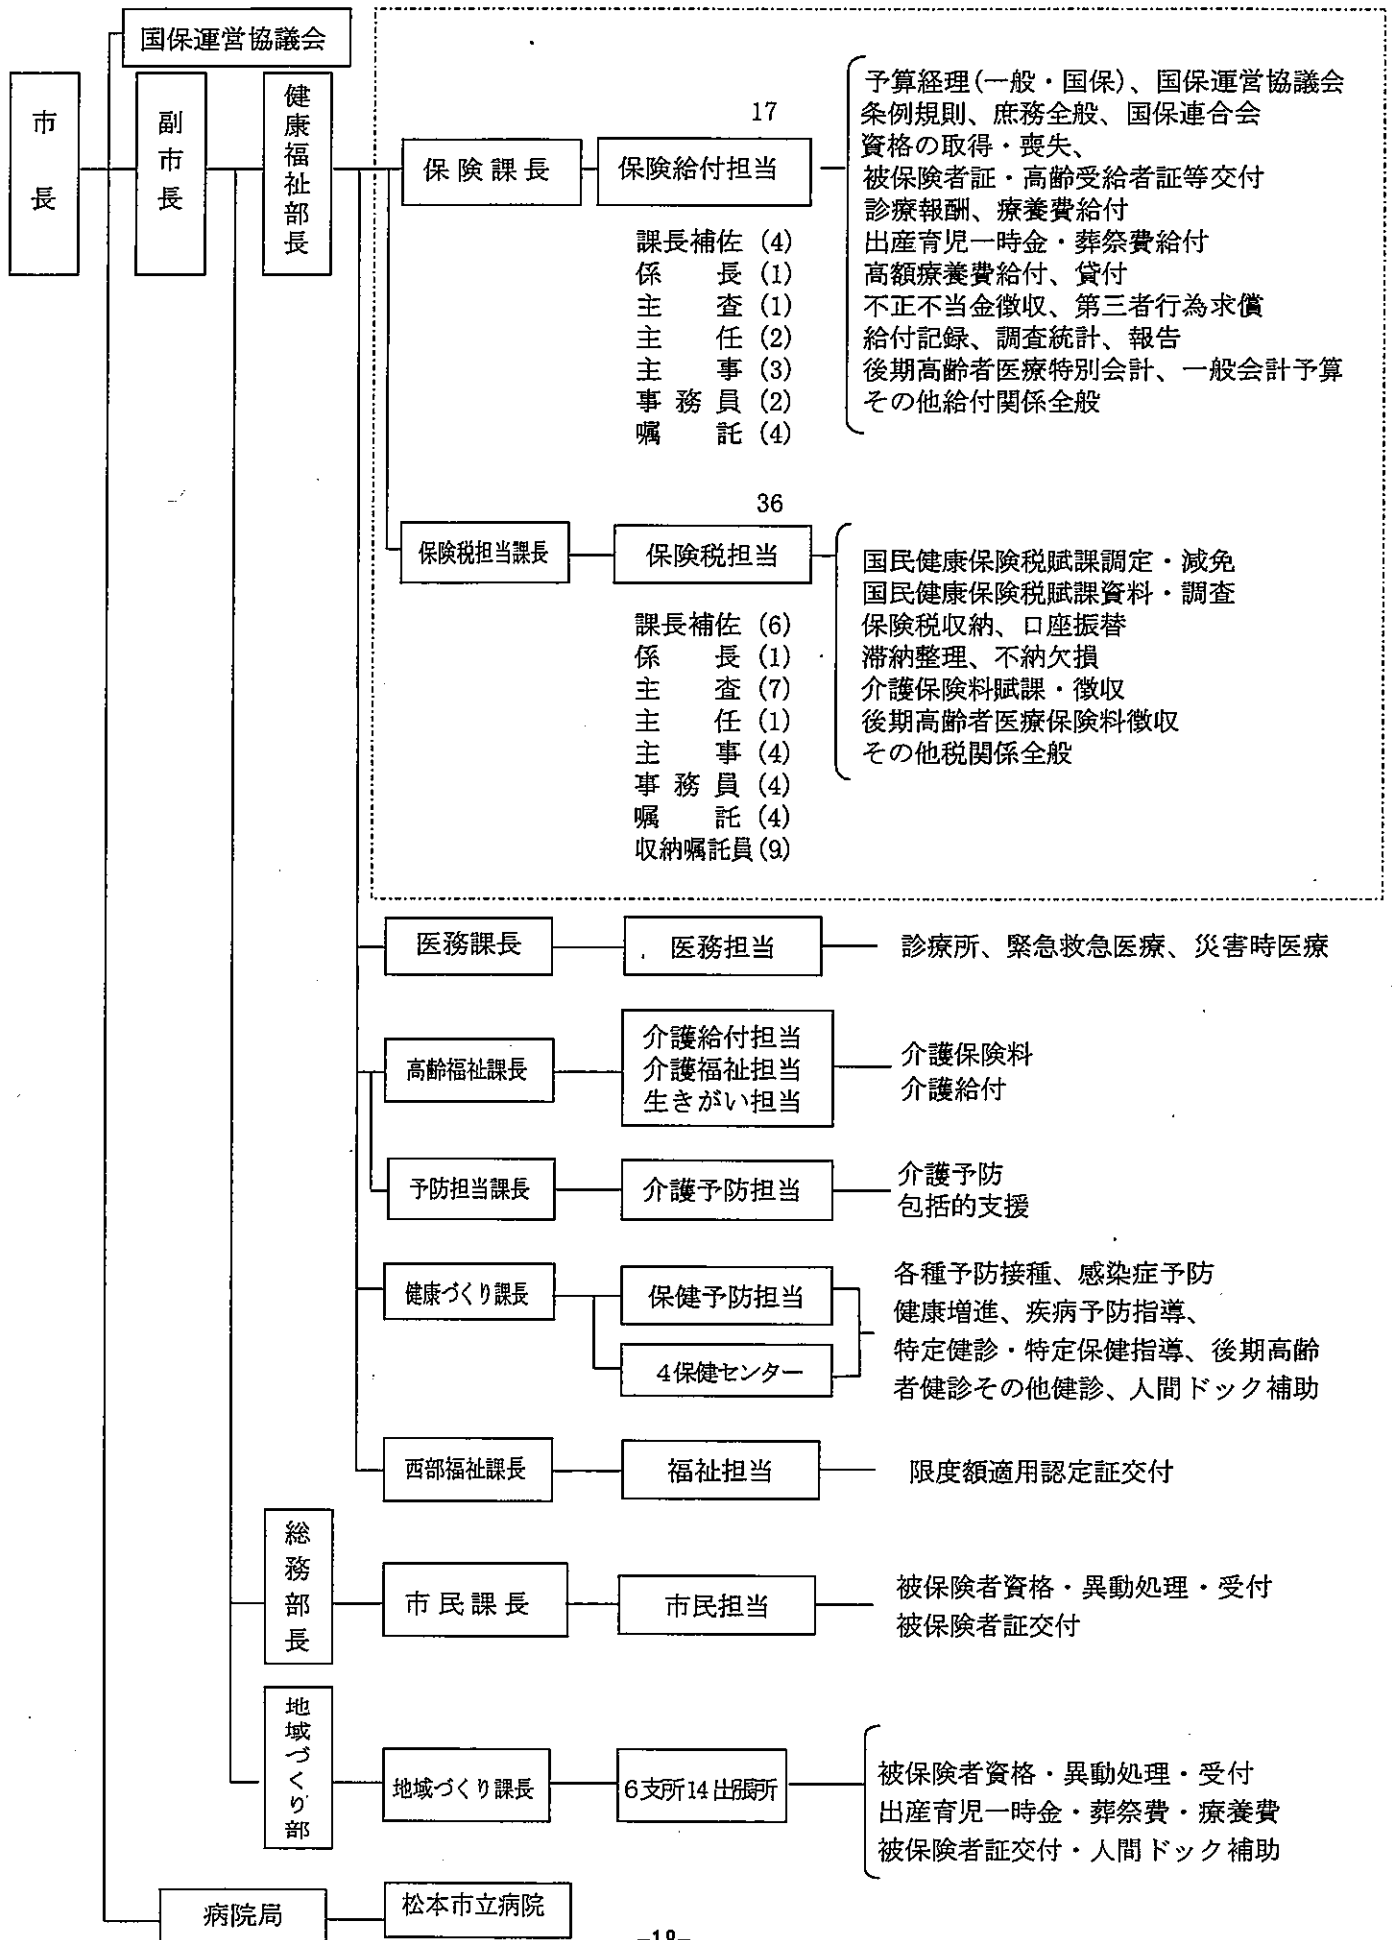 国保運営協議会
市長
副市長
健康福祉部長
17
保険課長
保険給付担当
予算経理(一般・国保)、国保運営協議会
条例規則、庶務全般、国保連合会
資格の取得・喪失、
被保険者証・高齢受給者証等交付
診療報酬、療養費給付
出産育児一時金・葬祭費給付
高額療養費給付、貸付
不正不当金徴収、第三者行為求償
給付記録、調査統計、報告
後期高齢者医療特別会計、一般会計予算
その他給付関係全般
課長補佐 (4)
係長 (1)
主査 (1)
主任 (2)
主事 (3)
事務員 (2)
嘱託 (4)
36
保険税担当課長
保険税担当
国民健康保険税賦課調定・減免
国民健康保険税賦課資料・調査
保険税収納、口座振替
滞納整理、不納欠損
介護保険料賦課・徴収
後期高齢者医療保険料徴収
その他税関係全般
課長補佐 (6)
係長 (1)
主査 (7)
主任 (1)
主事 (4)
事務員 (4)
嘱託 (4)
収納嘱託員(9)
医務課長
医務担当
診療所、緊急救急医療、災害時医療
高齢福祉課長
介護給付担当
介護福祉担当
生きがい担当
介護保険料
介護給付
予防担当課長
介護予防担当
介護予防
包括的支援
健康づくり課長
保健予防担当
4保健センター
各種予防接種、感染症予防
健康増進、疾病予防指導、
特定健診・特定保健指導、後期高齢
者健診その他健診、人間ドック補助
西部福祉課長
福祉担当
限度額適用認定証交付
総務部長
市民課長
市民担当
被保険者資格・異動処理・受付
被保険者証交付
地域づくり部
地域づくり課長
6支所14出張所
被保険者資格・異動処理・受付
出産育児一時金・葬祭費・療養費
被保険者証交付・人間ドック補助
病院局
松本市立病院
-18-